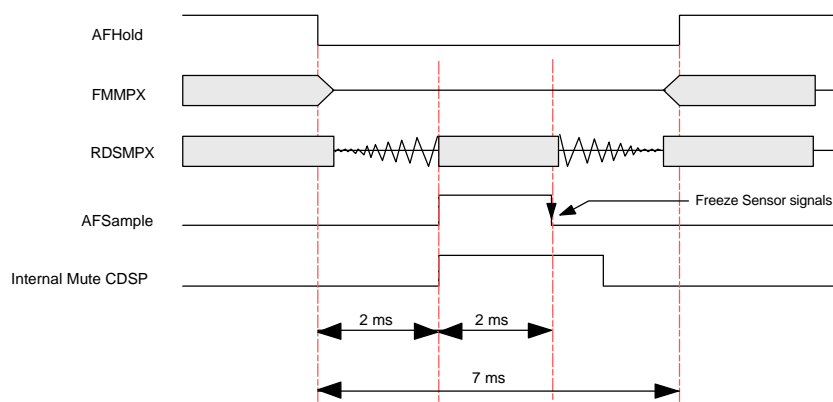 AFHold
FMMPX
RDSMPX
AFSample
Freeze Sensor signals
Internal Mute CDSP
2 ms
2 ms
7 ms